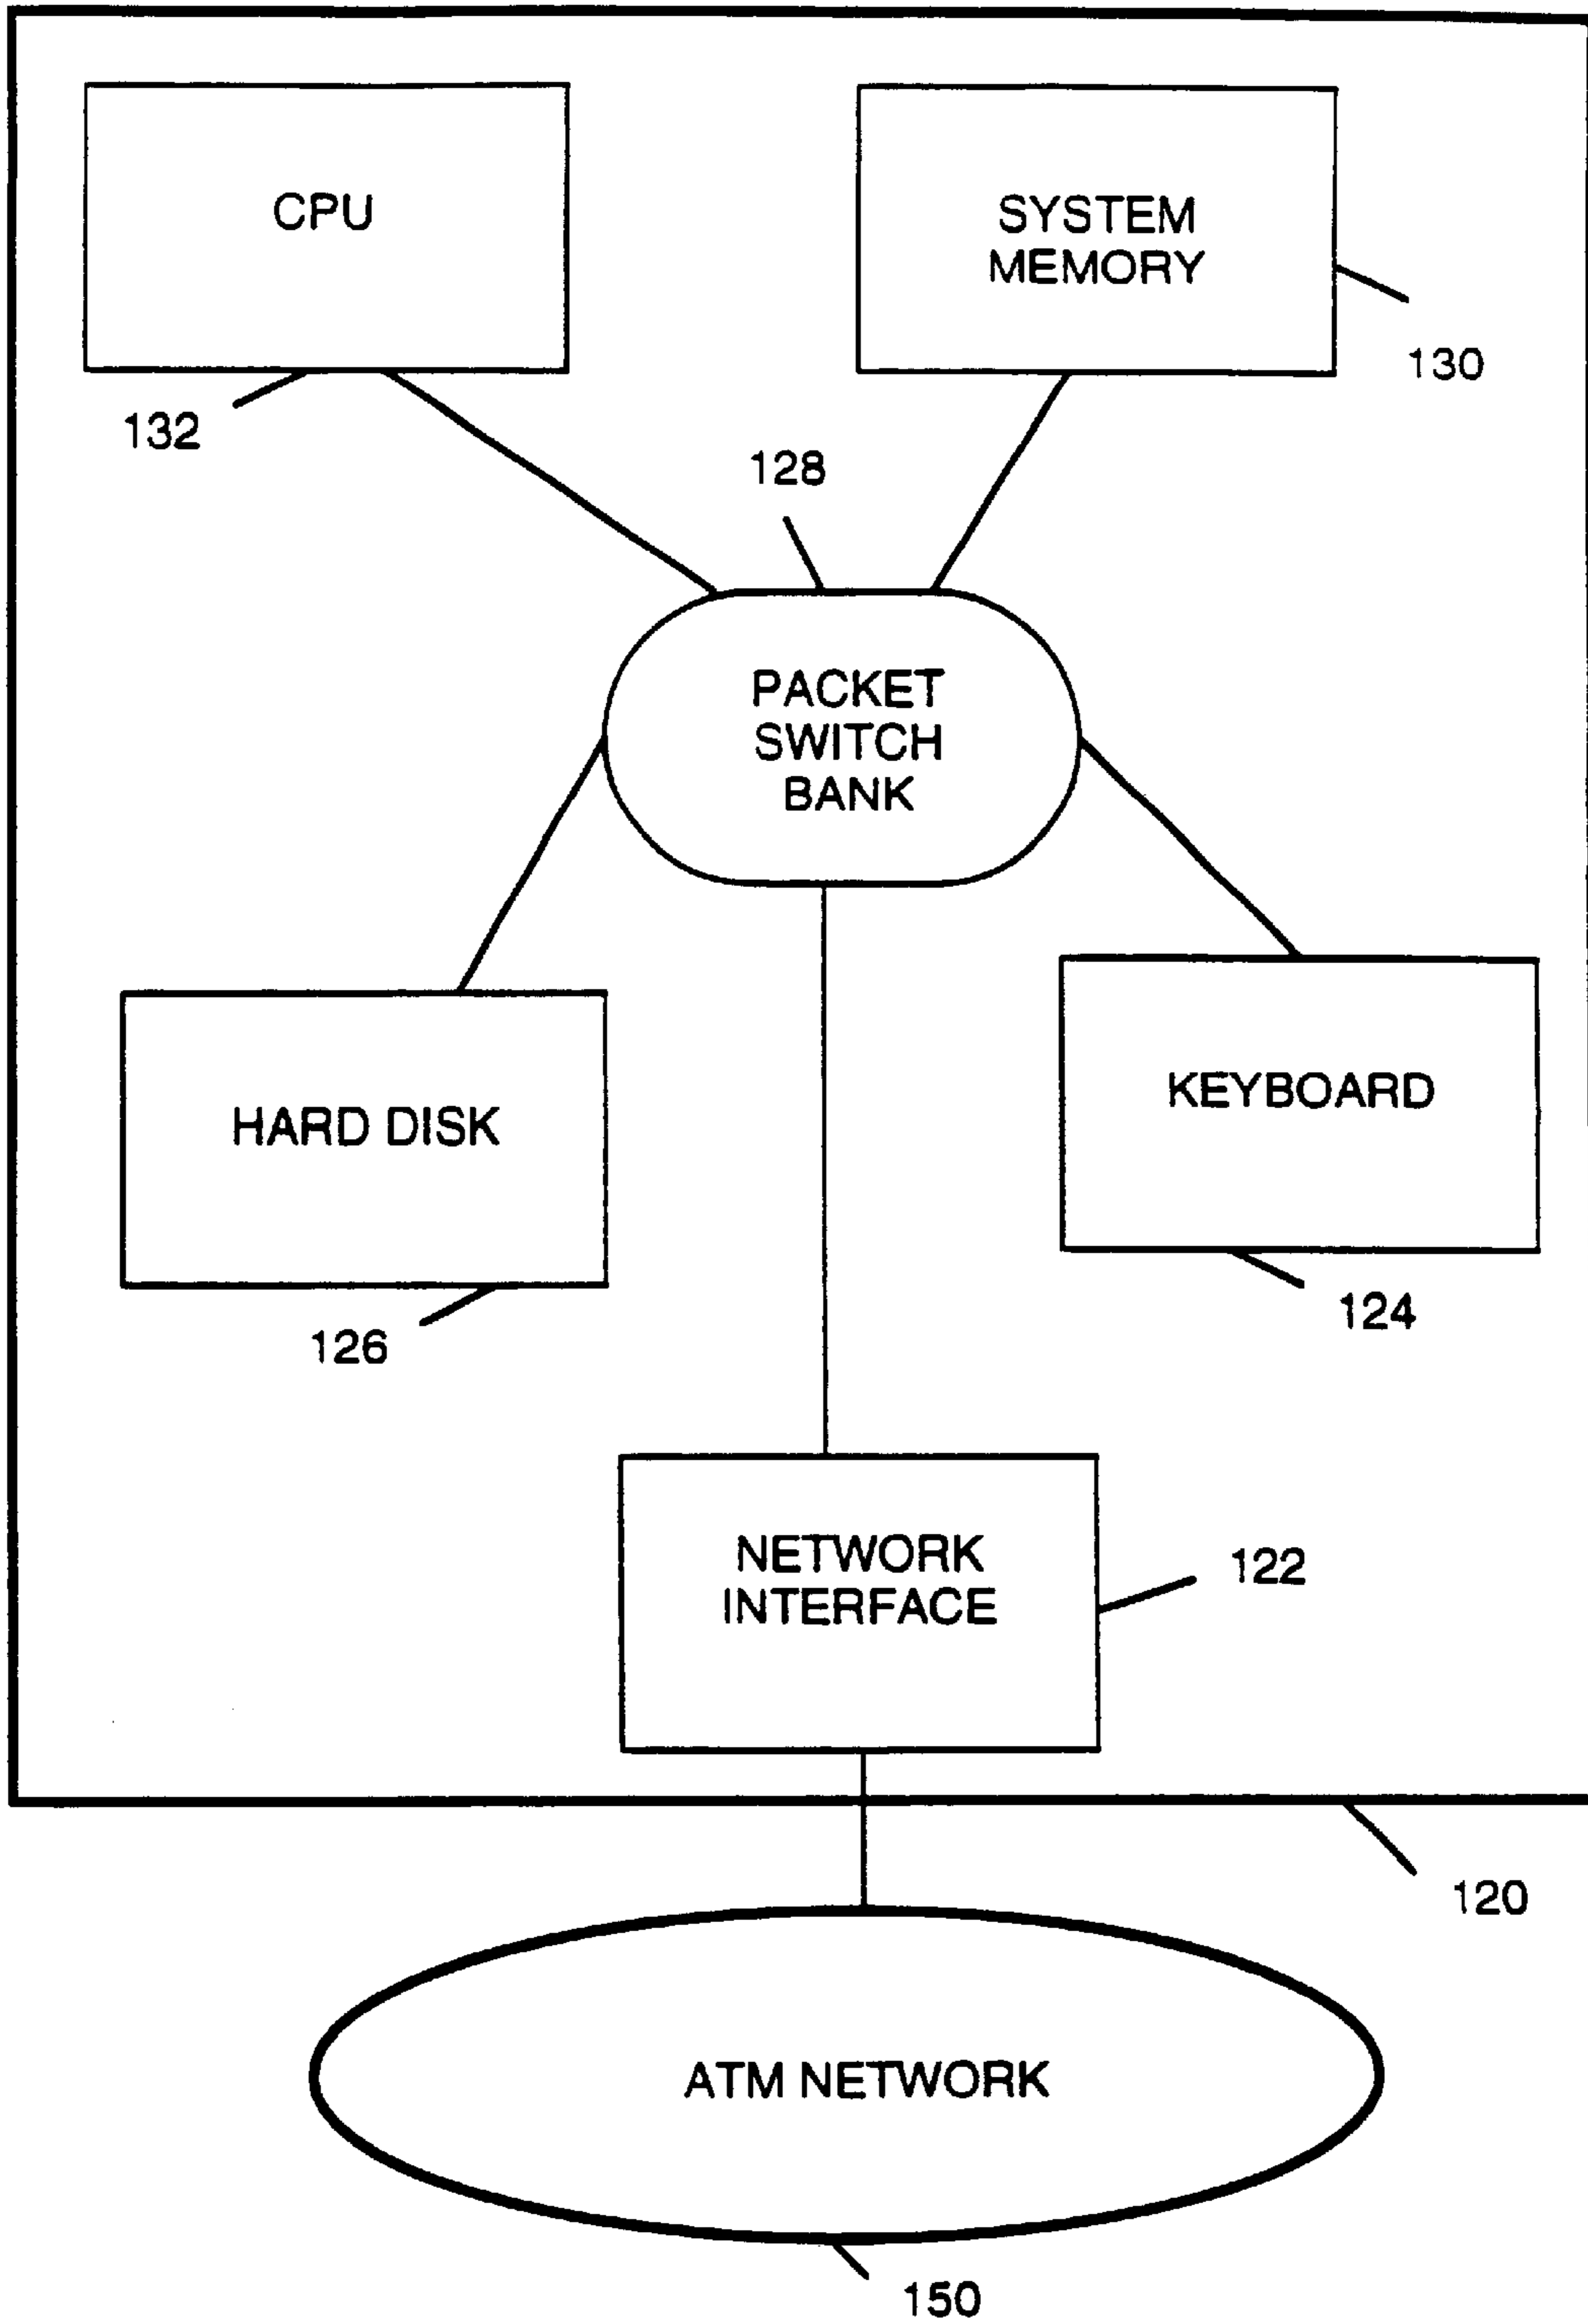 CPU
SYSTEM
MEMORY
130
132
128
PACKET
SWITCH
BANK
HARD DISK
KEYBOARD
126
124
NETWORK
INTERFACE
122
120
ATM NETWORK
150